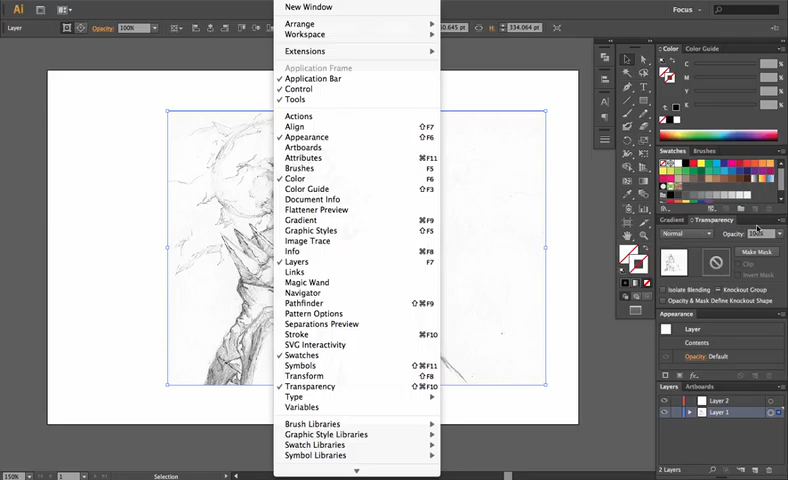 Ai
Focus
Layer
Opacity:
100%
334.064 pt
New Window
Arrange
Workspace
Extensions
Application Frame
✓ Application Bar
✓ Control
✓ Tools
Actions
Align ⇧F7
✓ Appearance ⇧F6
Artboards
Attributes ⌘F11
Brushes F5
✓ Color F6
Color Guide ⇧F3
Document Info
Flattener Preview
Gradient ⌘F9
Graphic Styles ⇧F5
Image Trace
Info ⌘F8
✓ Layers F7
Links
Magic Wand
Navigator
Pathfinder ⇧⌘F9
Pattern Options
Separations Preview
Stroke ⌘F10
SVG Interactivity
✓ Swatches
Symbols ⇧⌘F11
Transform ⇧F8
✓ Transparency ⇧⌘F10
Type
Variables
Brush Libraries
Graphic Style Libraries
Swatch Libraries
Symbol Libraries
Color Color Guide
C %
M %
Y %
K %
Swatches Brushes
Gradient Transparency
Normal Opacity: 100%
Make Mask
Clip
Invert Mask
Isolate Blending Knockout Group
Opacity & Mask Define Knockout Shape
Appearance
Layer
Contents
Opacity: Default
Layers Artboards
Layer 2
Layer 1
2 Layers
150% 1 Selection